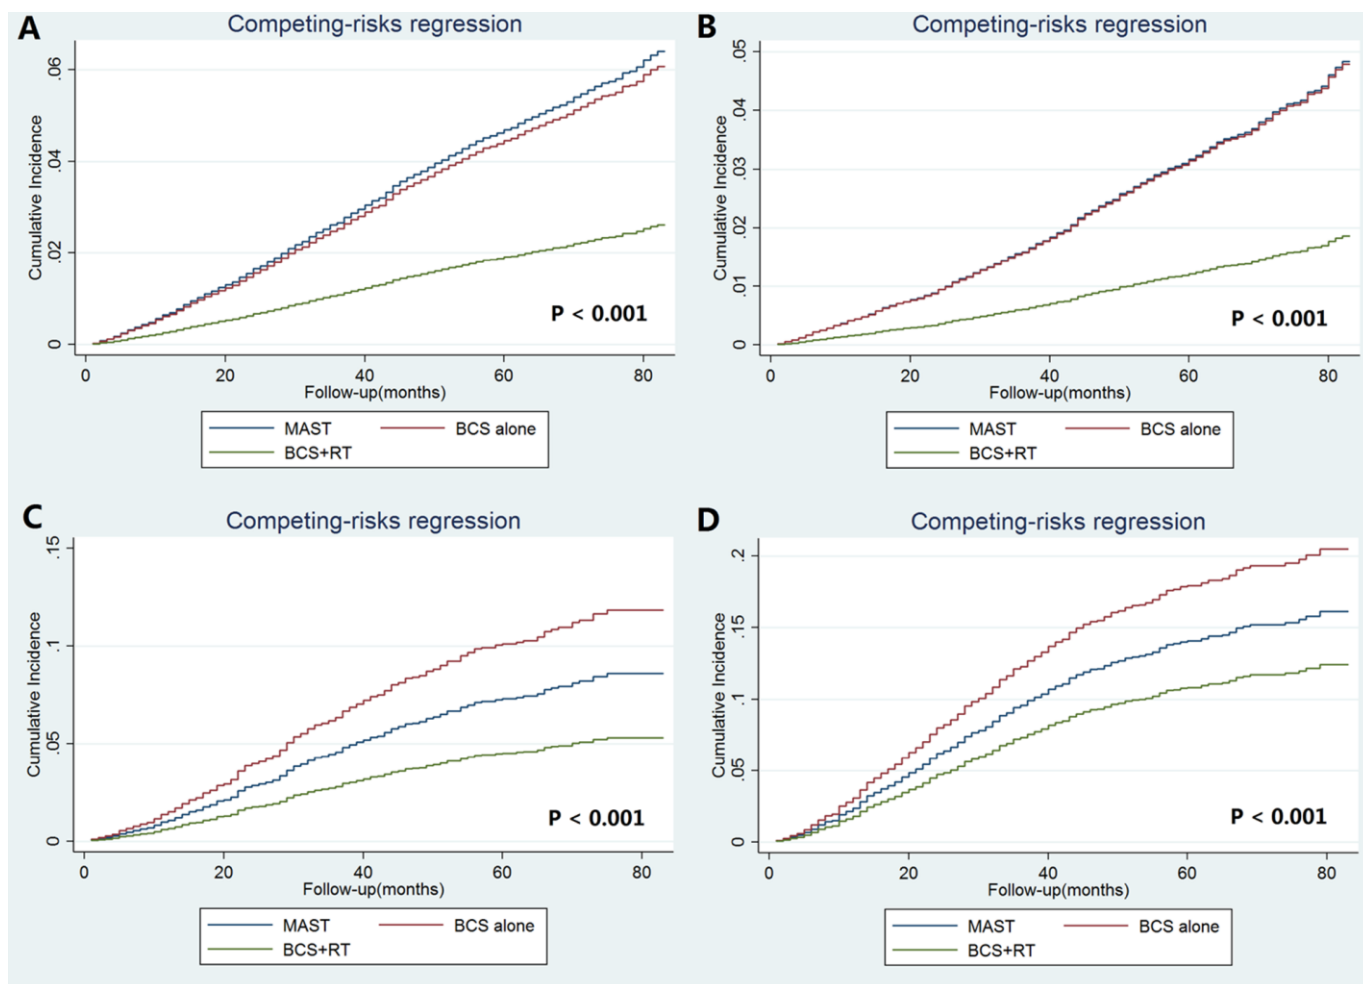 A
Competing-risks regression
Cumulative Incidence
.06
.04
.02
0
P < 0.001
0 20 40 60 80
Follow-up(months)
MAST BCS alone
BCS+RT
B
Competing-risks regression
Cumulative Incidence
.05
.04
.03
.02
.01
0
P < 0.001
0 20 40 60 80
Follow-up(months)
MAST BCS alone
BCS+RT
C
Competing-risks regression
Cumulative Incidence
.15
.1
.05
0
P < 0.001
0 20 40 60 80
Follow-up(months)
MAST BCS alone
BCS+RT
D
Competing-risks regression
Cumulative Incidence
.2
.15
.1
.05
0
P < 0.001
0 20 40 60 80
Follow-up(months)
MAST BCS alone
BCS+RT